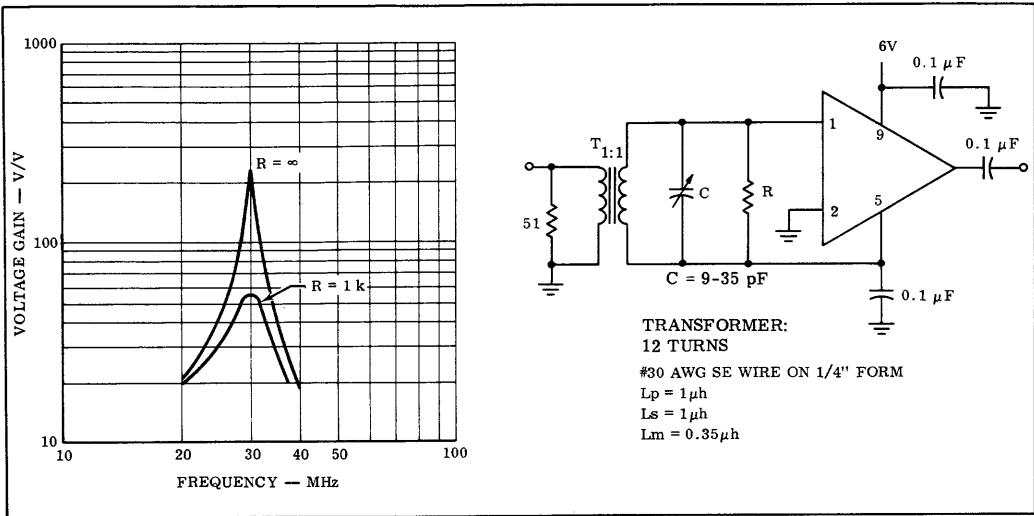 1000
100
10
VOLTAGE GAIN — V/V
R = ∞
R = 1 k
10
20
30
40
50
100
FREQUENCY — MHz
6V
0.1 μF
9
T
1:1
1
0.1 μF
51
C
R
2
5
C = 9-35 pF
0.1 μF
TRANSFORMER:
12 TURNS
#30 AWG SE WIRE ON 1/4" FORM
Lp = 1μh
Ls = 1μh
Lm = 0.35μh